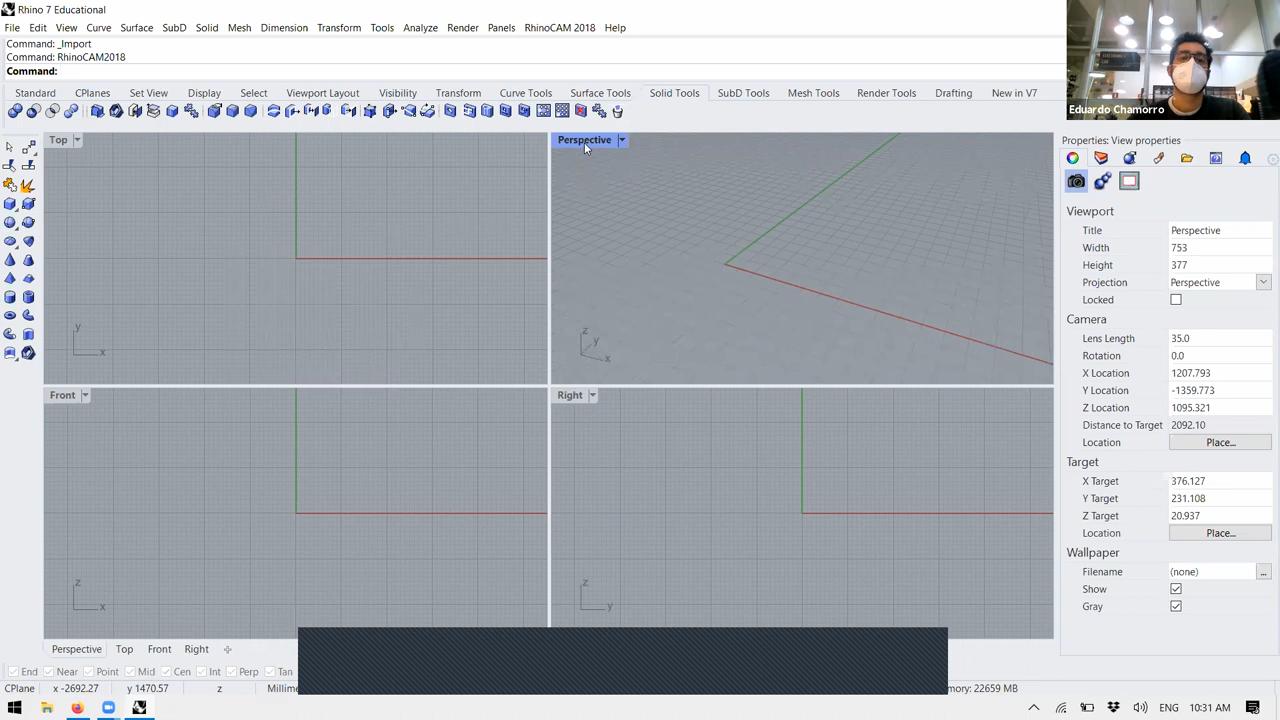 Rhino 7 Educational
File Edit View Curve Surface SubD Solid Mesh Dimension Transform Tools Analyze Render Panels RhinoCAM 2018 Help
Command: _Import
Command: RhinoCAM2018
Command:
Standard CPlanes Set View Display Select Viewport Layout Visibility Transform Curve Tools Surface Tools Solid Tools SubD Tools Mesh Tools Render Tools Drafting New in V7
Eduardo Chamorro
Top
y
x
Perspective
z
y
x
Front
z
x
Right
z
y
Properties: View properties
Viewport
Title Perspective
Width 753
Height 377
Projection Perspective
Locked
Camera
Lens Length 35.0
Rotation 0.0
X Location 1207.793
Y Location -1359.773
Z Location 1095.321
Distance to Target 2092.10
Location Place...
Target
X Target 376.127
Y Target 231.108
Z Target 20.937
Location Place...
Wallpaper
Filename (none) ...
Show
Gray
Perspective Top Front Right
End Near Point Mid Cen Int Perp Tan
CPlane x -2692.27 y 1470.57 z
22659 MB
ENG 10:31 AM